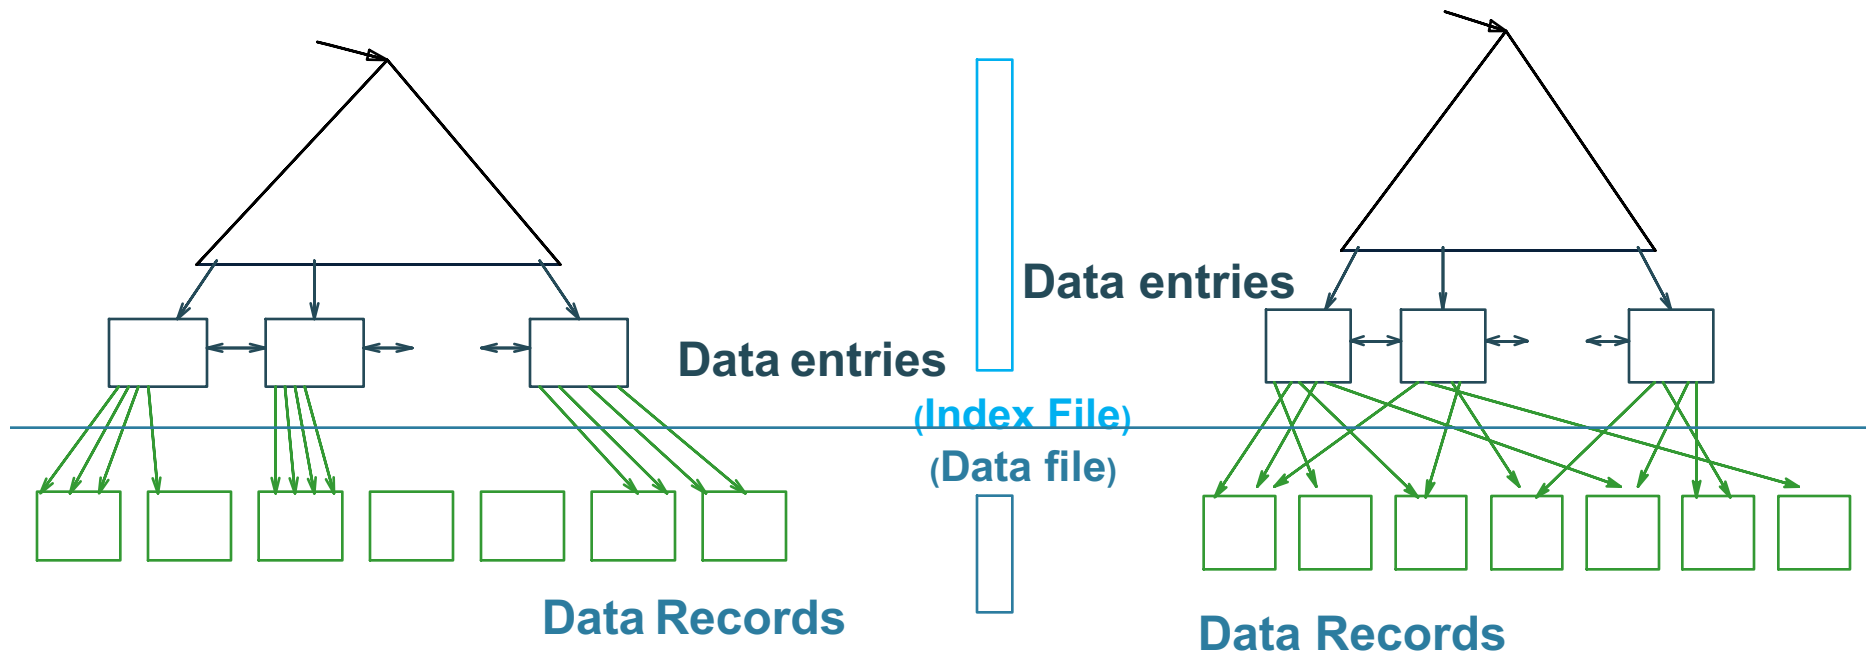 Data entries
Data entries
(Index File)
(Data file)
Data Records
Data Records